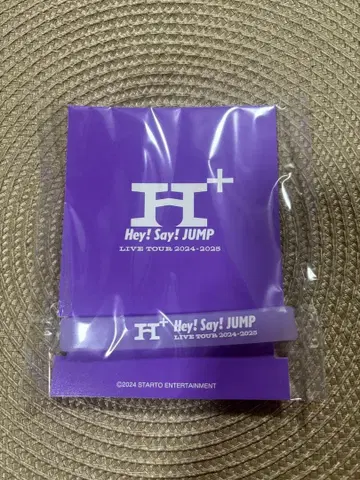 H+
Hey! Say! JUMP
LIVE TOUR 2024-2025
H+ Hey! Say! JUMP
LIVE TOUR 2024-2025
©2024 STARTO ENTERTAINMENT